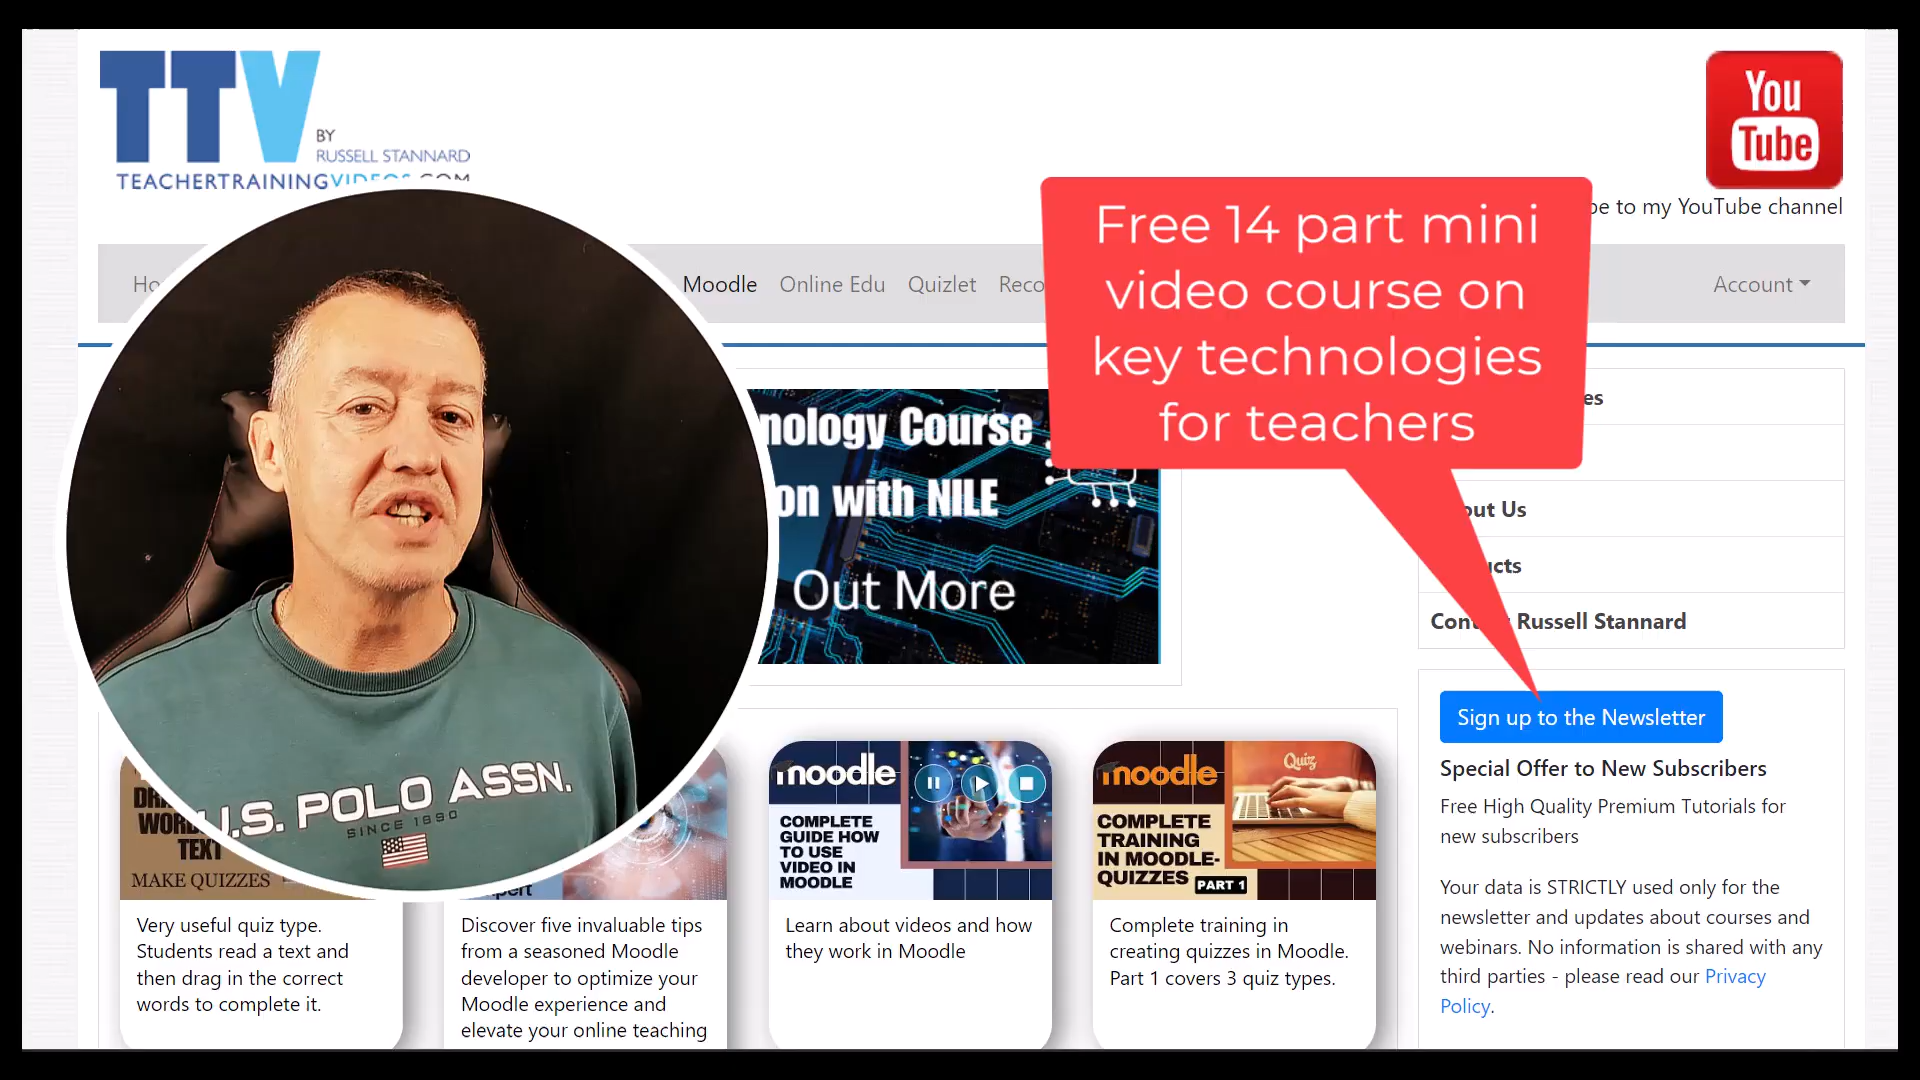 TTV
BY
RUSSELL STANNARD
TEACHERTRAININGVIDEOS.COM
You
Tube
be to my YouTube channel
Free 14 part mini
video course on
key technologies
for teachers
Moodle
Online Edu
Quizlet
Account
nology Course
on with NILE
Out More
out Us
Russell Stannard
Sign up to the Newsletter
Special Offer to New Subscribers
Free High Quality Premium Tutorials for
new subscribers
Your data is STRICTLY used only for the
newsletter and updates about courses and
webinars. No information is shared with any
third parties - please read our Privacy
Policy.
U.S. POLO ASSN.
SINCE 1890
TEXT
MAKE QUIZZES
Very useful quiz type.
Students read a text and
then drag in the correct
words to complete it.
Discover five invaluable tips
from a seasoned Moodle
developer to optimize your
Moodle experience and
elevate your online teaching
moodle
COMPLETE
GUIDE HOW
TO USE
VIDEO IN
MOODLE
Learn about videos and how
they work in Moodle
moodle
Quiz
COMPLETE
TRAINING
IN MOODLE-
QUIZZES PART 1
Complete training in
creating quizzes in Moodle.
Part 1 covers 3 quiz types.